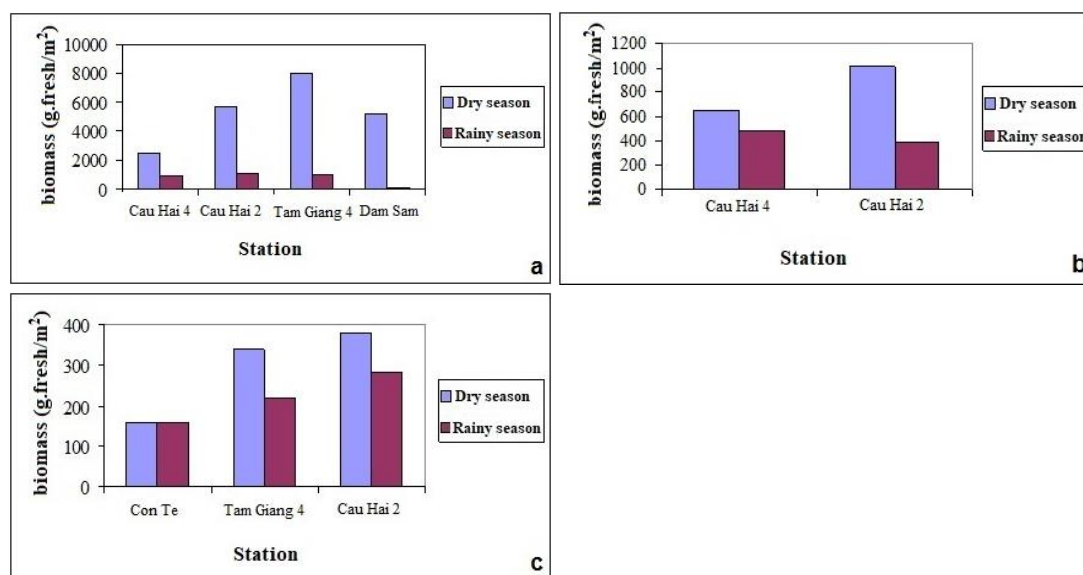 biomass (g.fresh/m²)
10000
8000
6000
4000
2000
0
Cau Hai 4 Cau Hai 2 Tam Giang 4 Dam Sam
Station
Dry season
Rainy season
a
biomass (g.fresh/m²)
1200
1000
800
600
400
200
0
Cau Hai 4 Cau Hai 2
Station
Dry season
Rainy season
b
biomass (g.fresh/m²)
400
300
200
100
0
Con Te Tam Giang 4 Cau Hai 2
Station
Dry season
Rainy season
c